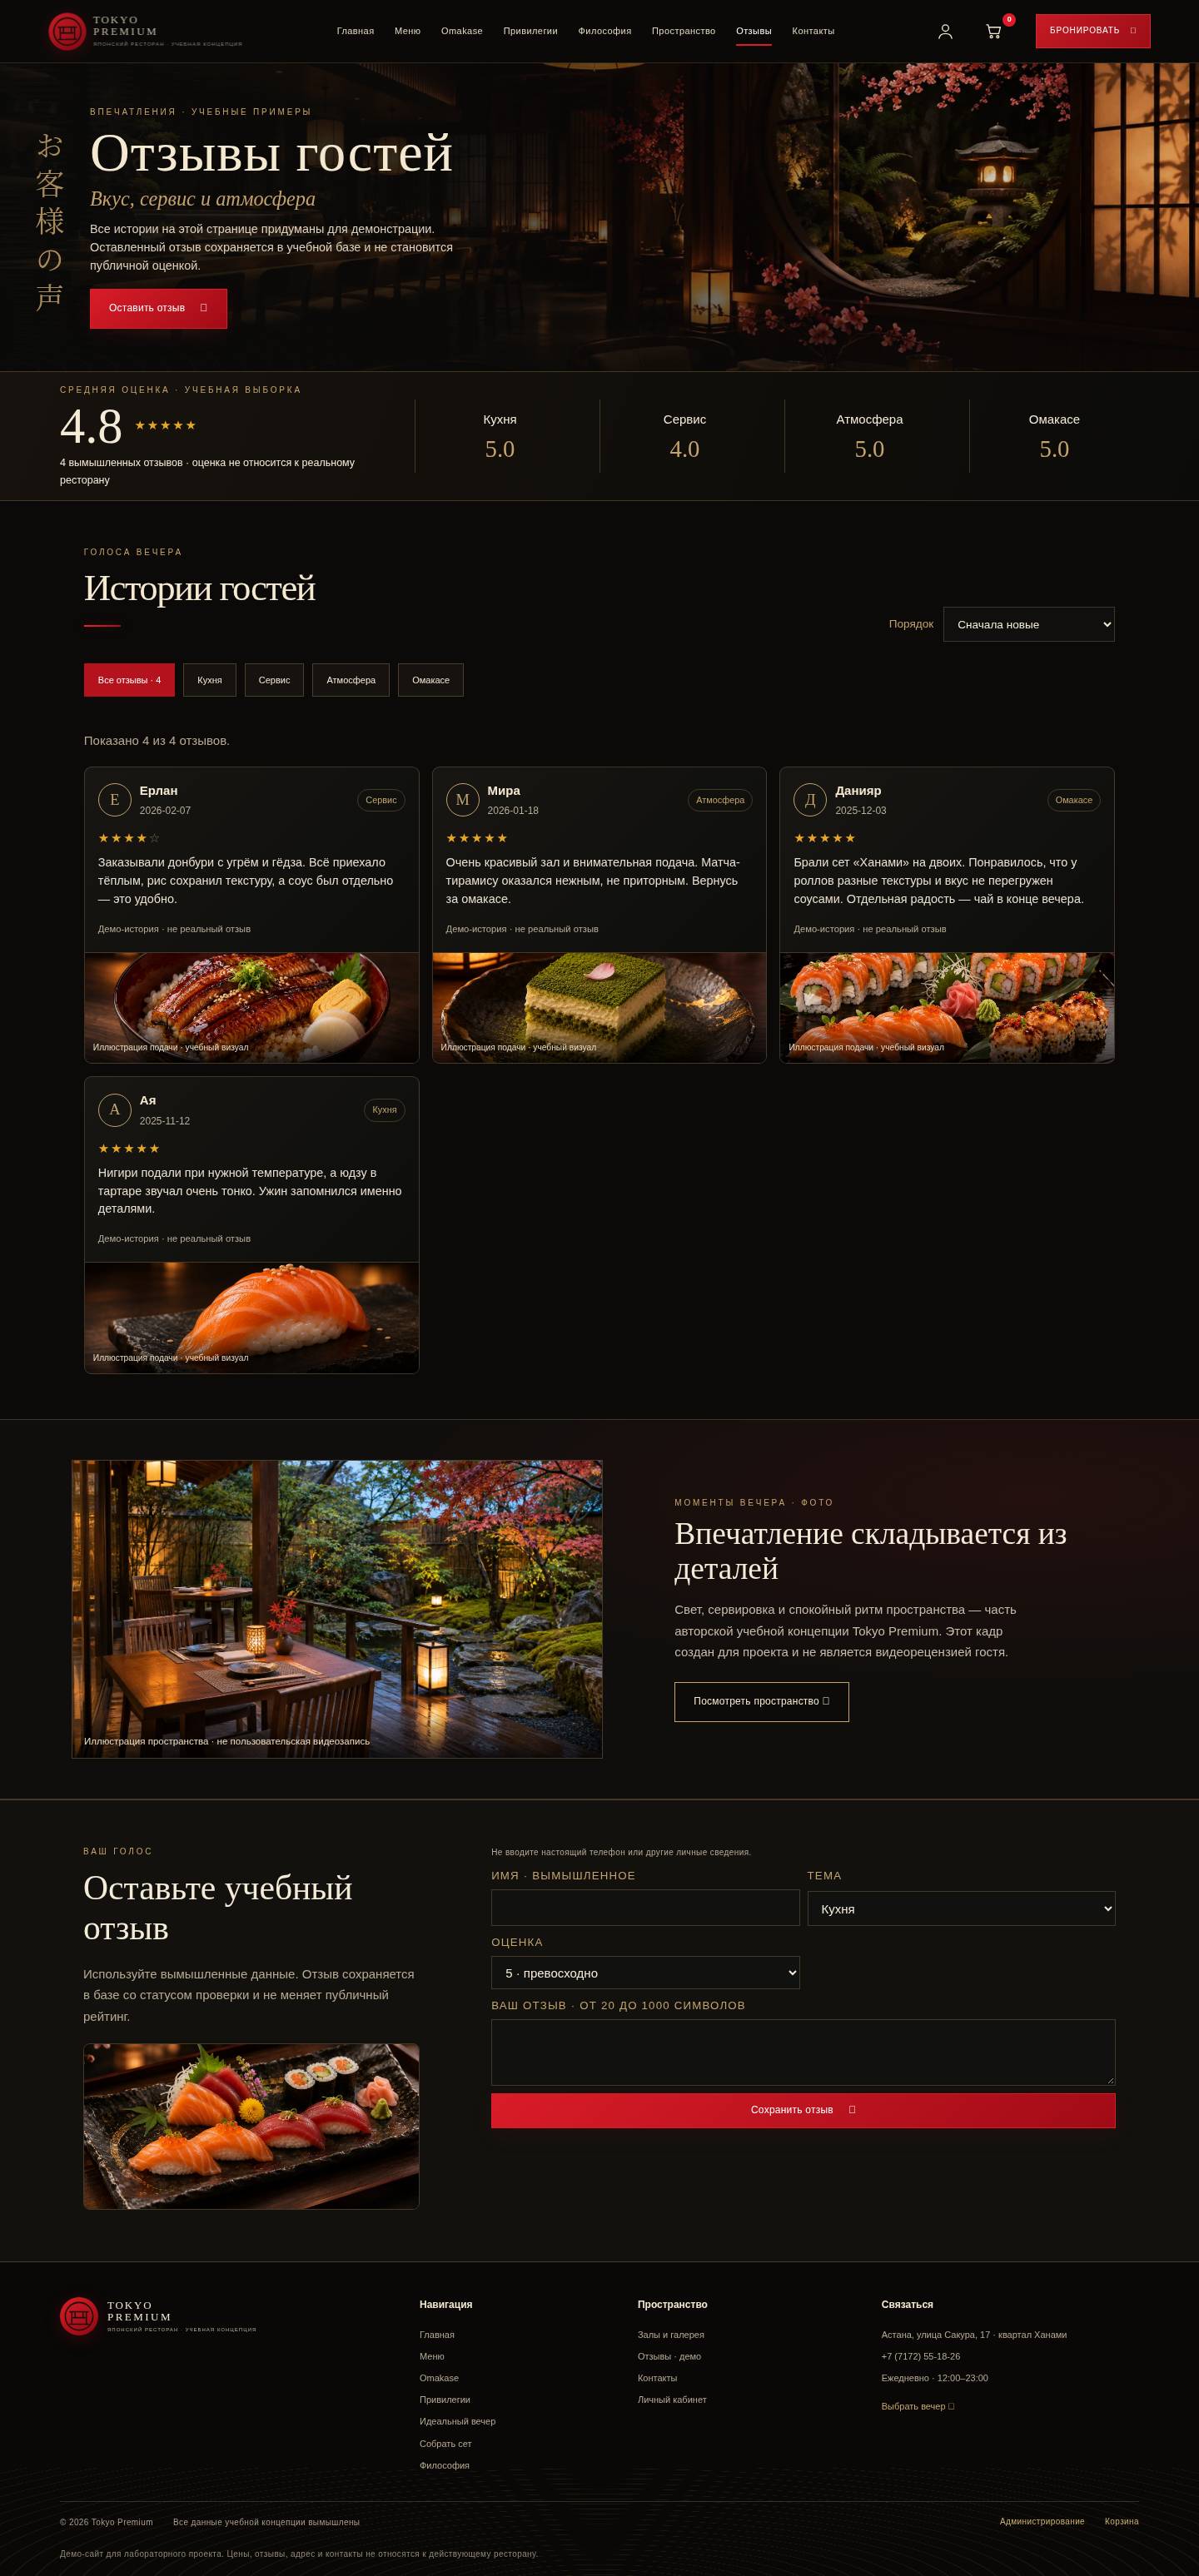 TOKYO
PREMIUM
ЯПОНСКИЙ РЕСТОРАН · УЧЕБНАЯ КОНЦЕПЦИЯ
Главная Меню Omakase Привилегии Философия Пространство Отзывы Контакты
0
БРОНИРОВАТЬ
お客様の声
ВПЕЧАТЛЕНИЯ · УЧЕБНЫЕ ПРИМЕРЫ
Отзывы гостей
Вкус, сервис и атмосфера
Все истории на этой странице придуманы для демонстрации.
Оставленный отзыв сохраняется в учебной базе и не становится
публичной оценкой.
Оставить отзыв
СРЕДНЯЯ ОЦЕНКА · УЧЕБНАЯ ВЫБОРКА
4.8 ★★★★★
4 вымышленных отзывов · оценка не относится к реальному
ресторану
Кухня
5.0
Сервис
4.0
Атмосфера
5.0
Омакасе
5.0
ГОЛОСА ВЕЧЕРА
Истории гостей
Порядок Сначала новые
Все отзывы · 4 Кухня Сервис Атмосфера Омакасе
Показано 4 из 4 отзывов.
Е
Ерлан
2026-02-07
Сервис
★★★★☆
Заказывали донбури с угрём и гёдза. Всё приехало
тёплым, рис сохранил текстуру, а соус был отдельно
— это удобно.
Демо-история · не реальный отзыв
Иллюстрация подачи · учебный визуал
М
Мира
2026-01-18
Атмосфера
★★★★★
Очень красивый зал и внимательная подача. Матча-
тирамису оказался нежным, не приторным. Вернусь
за омакасе.
Демо-история · не реальный отзыв
Иллюстрация подачи · учебный визуал
Д
Данияр
2025-12-03
Омакасе
★★★★★
Брали сет «Ханами» на двоих. Понравилось, что у
роллов разные текстуры и вкус не перегружен
соусами. Отдельная радость — чай в конце вечера.
Демо-история · не реальный отзыв
Иллюстрация подачи · учебный визуал
А
Ая
2025-11-12
Кухня
★★★★★
Нигири подали при нужной температуре, а юдзу в
тартаре звучал очень тонко. Ужин запомнился именно
деталями.
Демо-история · не реальный отзыв
Иллюстрация подачи · учебный визуал
Иллюстрация пространства · не пользовательская видеозапись
МОМЕНТЫ ВЕЧЕРА · ФОТО
Впечатление складывается из
деталей
Свет, сервировка и спокойный ритм пространства — часть
авторской учебной концепции Tokyo Premium. Этот кадр
создан для проекта и не является видеорецензией гостя.
Посмотреть пространство
ВАШ ГОЛОС
Оставьте учебный
отзыв
Используйте вымышленные данные. Отзыв сохраняется
в базе со статусом проверки и не меняет публичный
рейтинг.
Не вводите настоящий телефон или другие личные сведения.
ИМЯ · ВЫМЫШЛЕННОЕ
ТЕМА
Кухня
ОЦЕНКА
5 · превосходно
ВАШ ОТЗЫВ · ОТ 20 ДО 1000 СИМВОЛОВ
Сохранить отзыв
TOKYO
PREMIUM
ЯПОНСКИЙ РЕСТОРАН · УЧЕБНАЯ КОНЦЕПЦИЯ
Навигация
Главная
Меню
Omakase
Привилегии
Идеальный вечер
Собрать сет
Философия
Пространство
Залы и галерея
Отзывы · демо
Контакты
Личный кабинет
Связаться
Астана, улица Сакура, 17 · квартал Ханами
+7 (7172) 55-18-26
Ежедневно · 12:00–23:00
Выбрать вечер
© 2026 Tokyo Premium Все данные учебной концепции вымышлены
Администрирование Корзина
Демо-сайт для лабораторного проекта. Цены, отзывы, адрес и контакты не относятся к действующему ресторану.